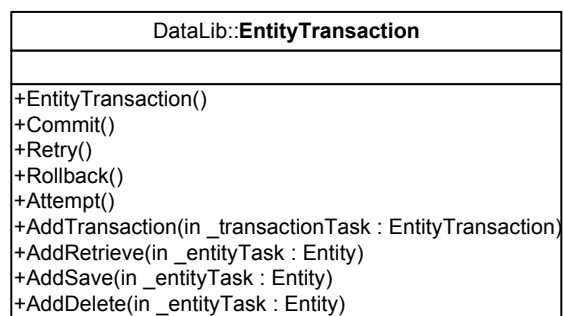 DataLib::EntityTransaction
+EntityTransaction()
+Commit()
+Retry()
+Rollback()
+Attempt()
+AddTransaction(in _transactionTask : EntityTransaction)
+AddRetrieve(in _entityTask : Entity)
+AddSave(in _entityTask : Entity)
+AddDelete(in _entityTask : Entity)